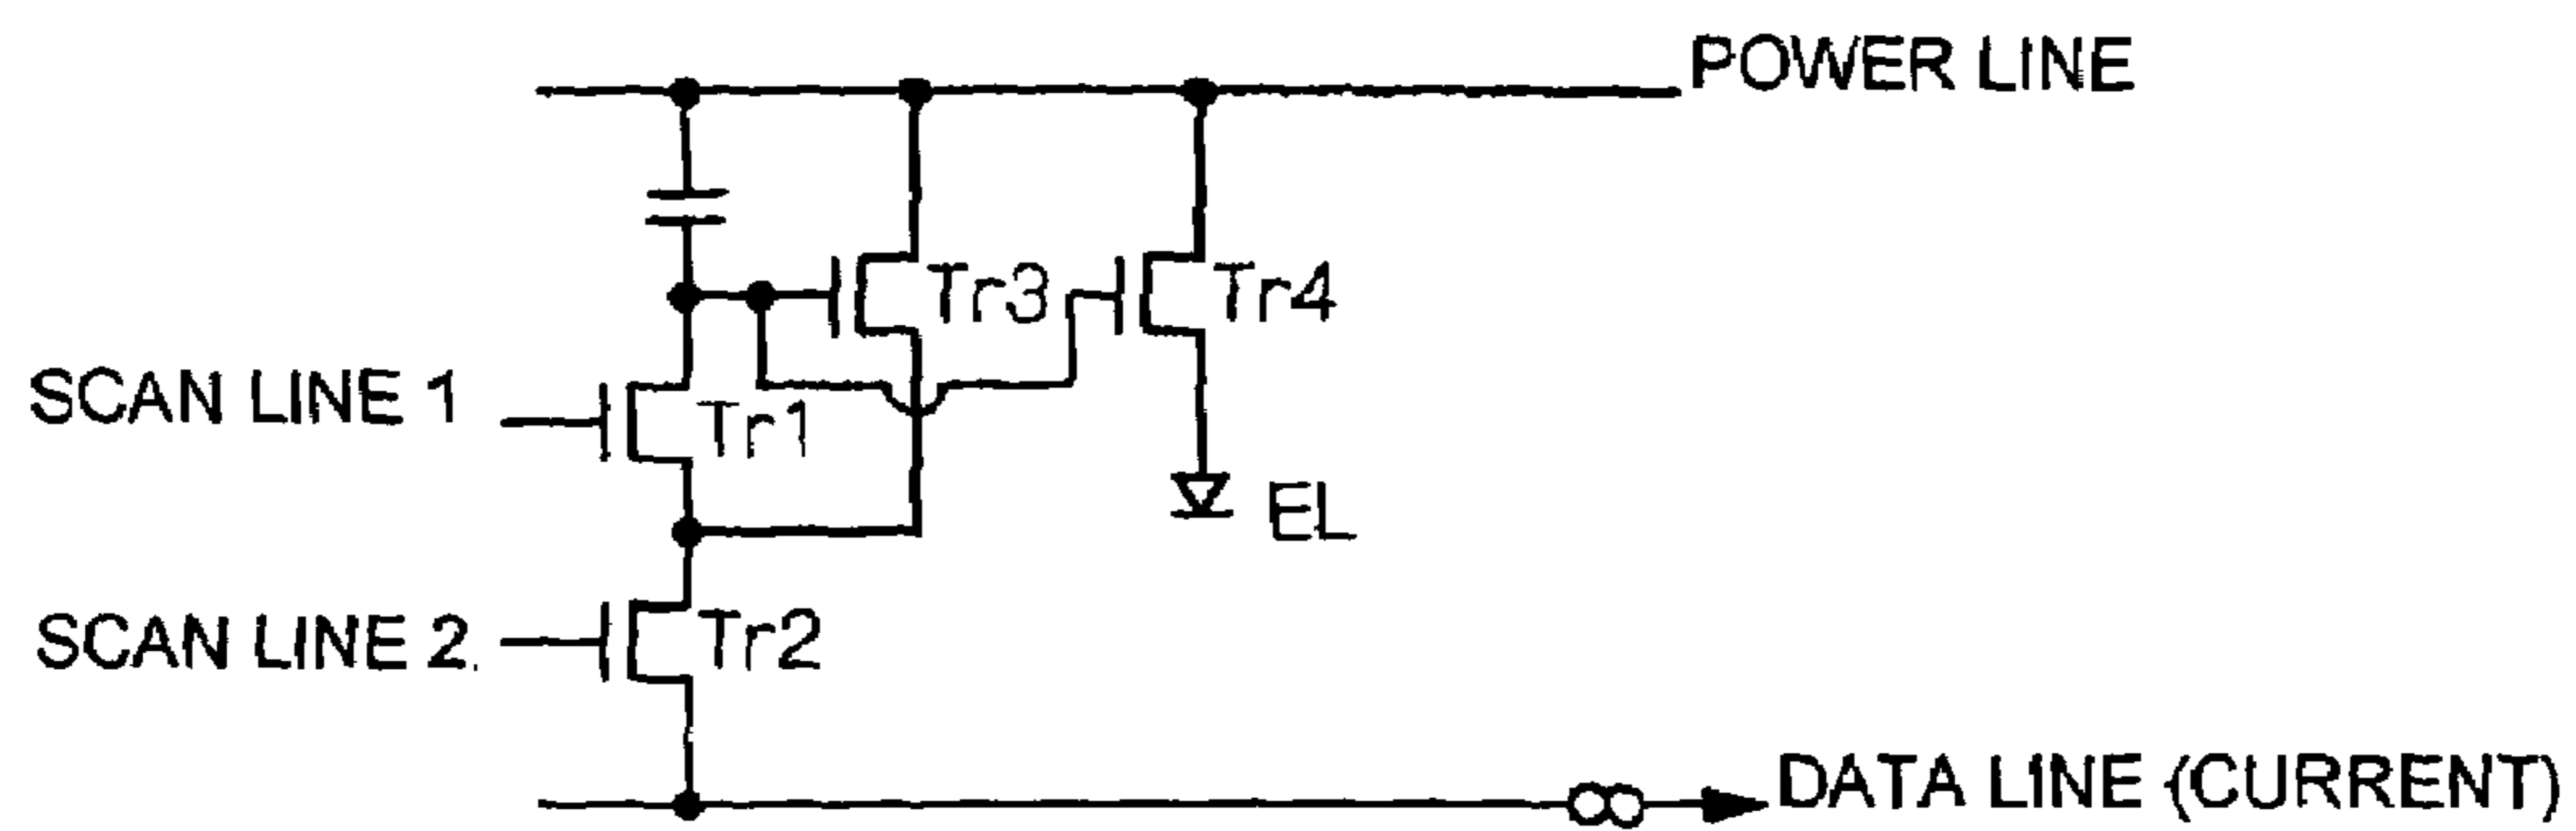 POWER LINE
Tr3
Tr4
SCAN LINE 1
Tr1
EL
SCAN LINE 2
Tr2
DATA LINE (CURRENT)